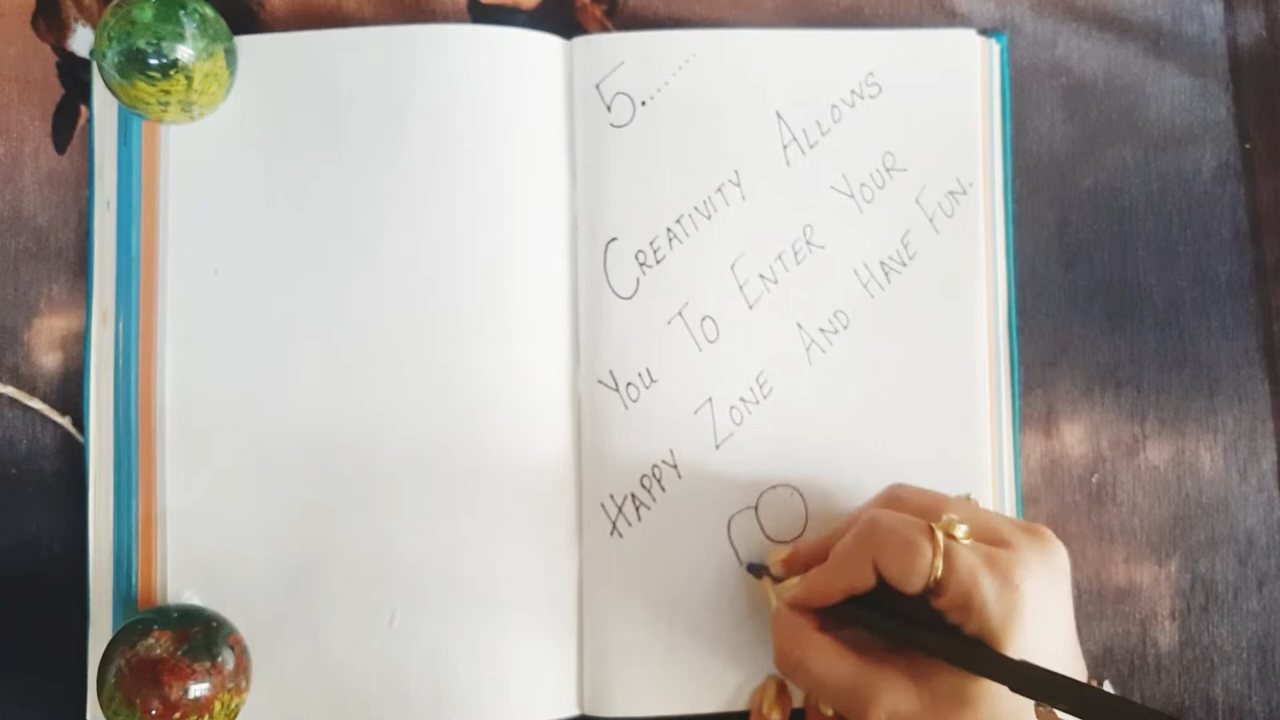 5..........
CREATIVITY ALLOWS
YOU TO ENTER YOUR
HAPPY ZONE AND HAVE FUN.